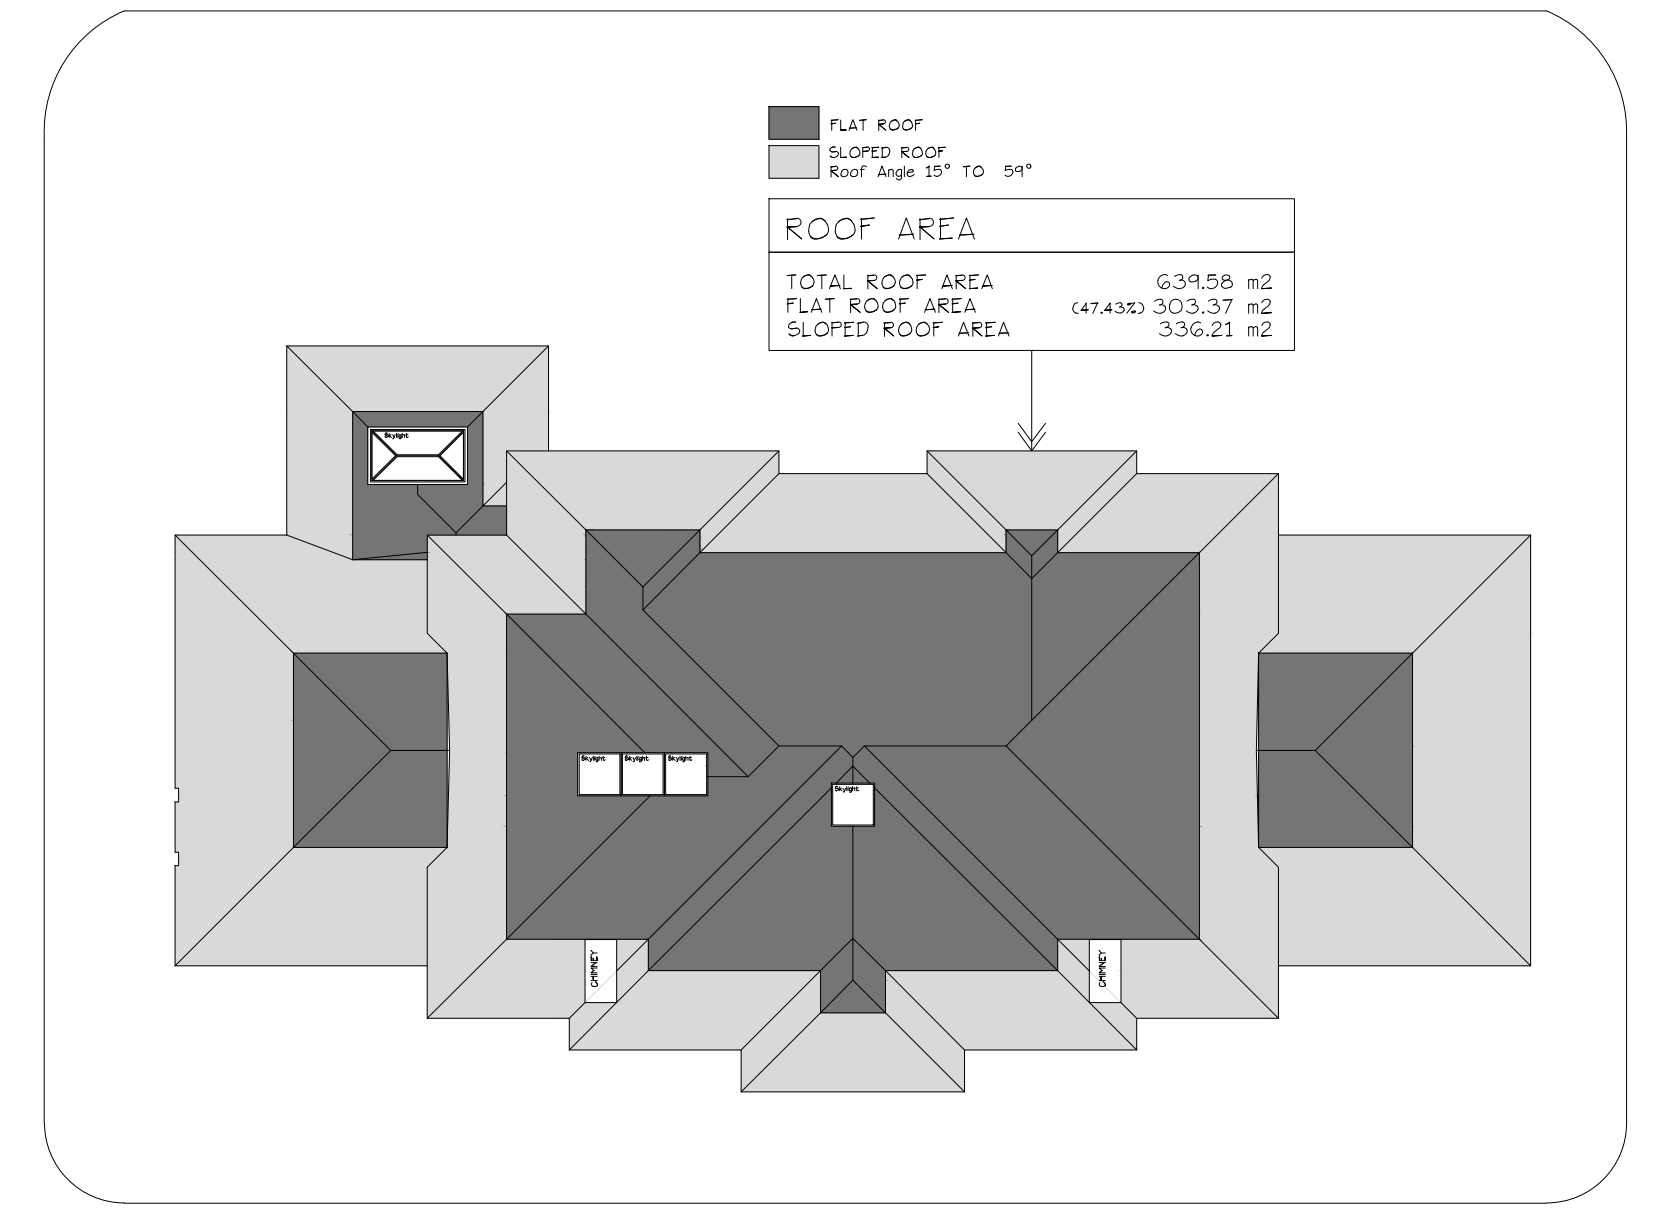 FLAT ROOF
SLOPED ROOF
Roof Angle 15° TO 59°
ROOF AREA
TOTAL ROOF AREA 639.58 m2
FLAT ROOF AREA (47.43%) 303.37 m2
SLOPED ROOF AREA 336.21 m2
Skylight
Skylight Skylight Skylight
Skylight
CHIMNEY CHIMNEY